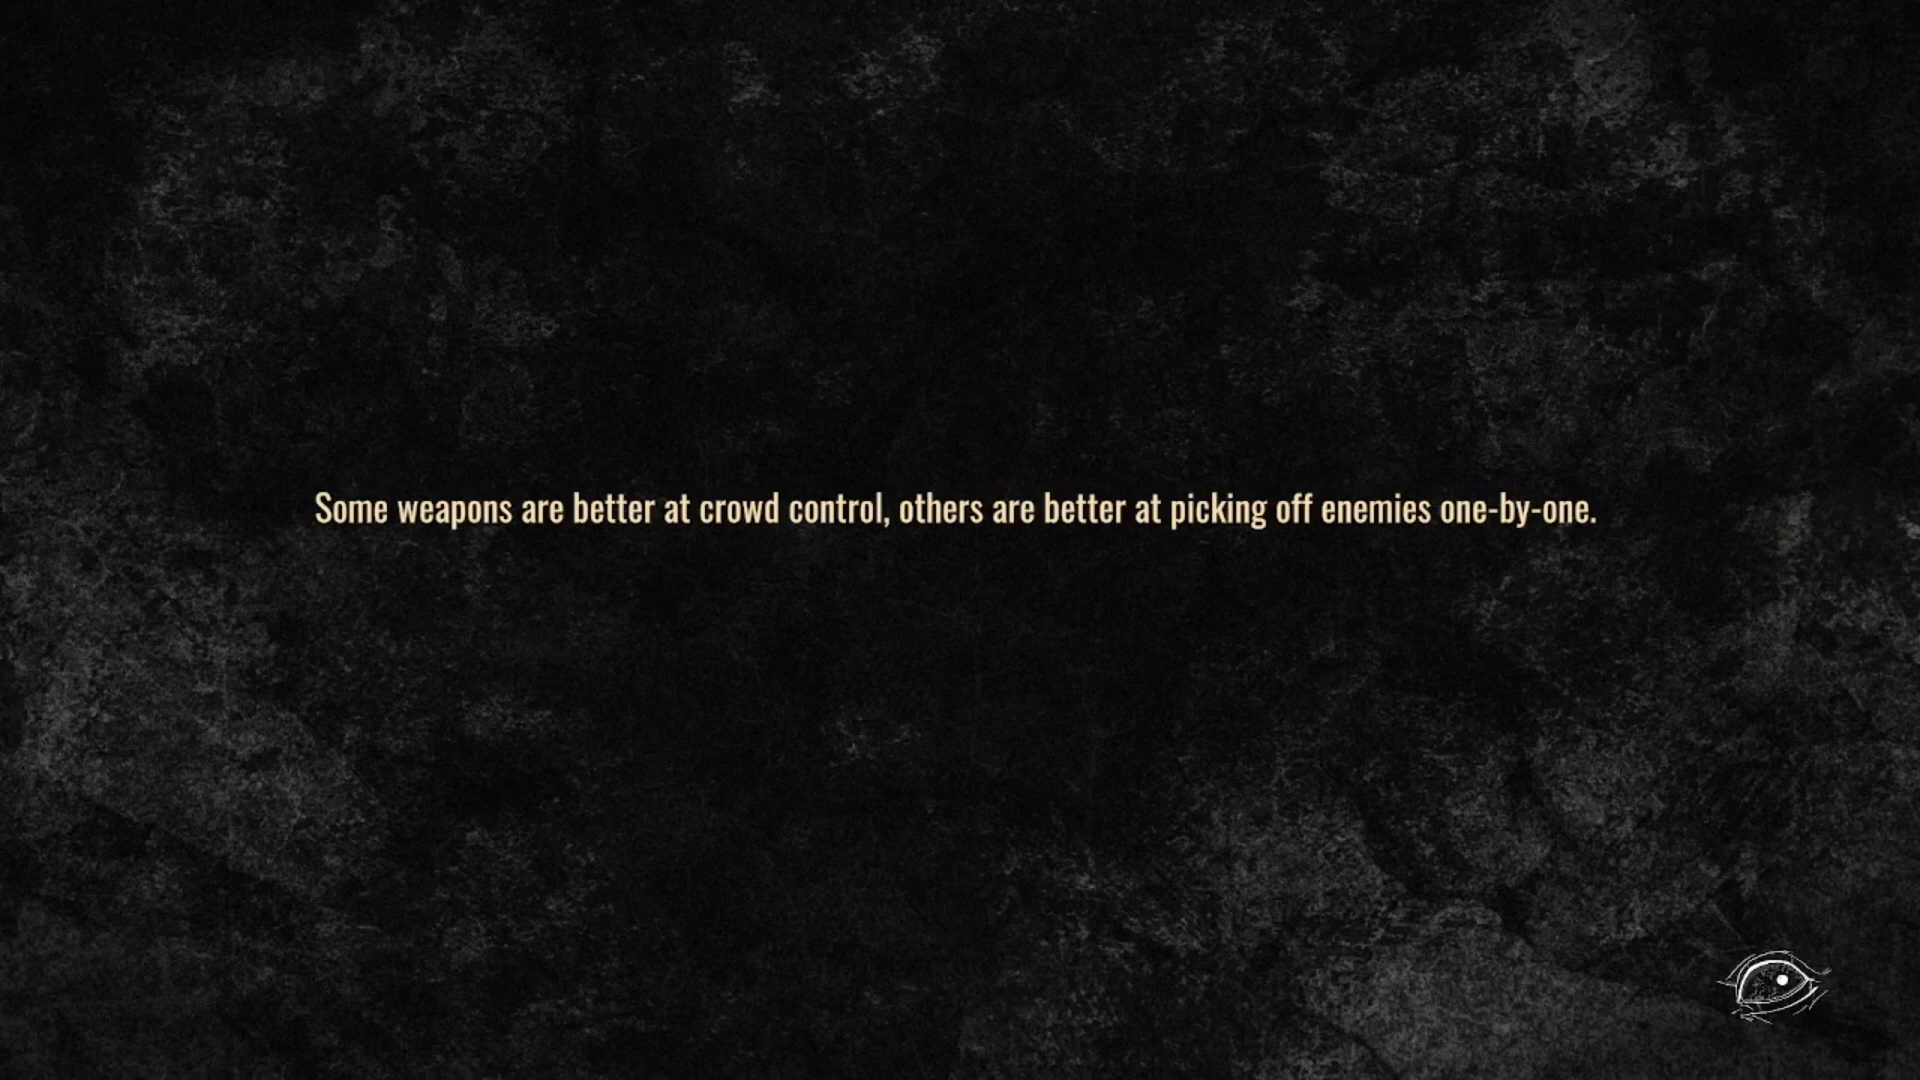 Some weapons are better at crowd control, others are better at picking off enemies one-by-one.